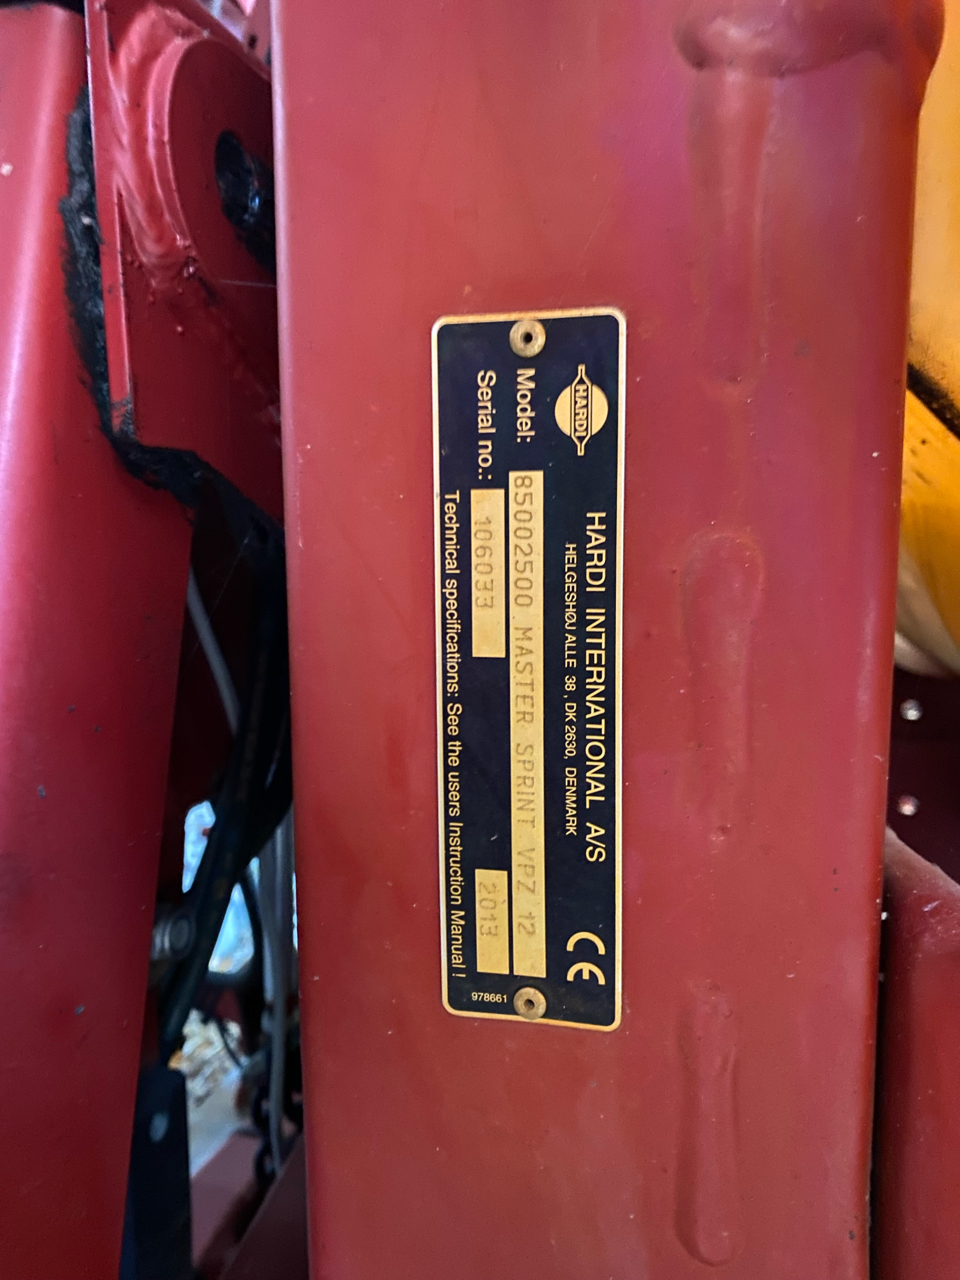 HARDI
HARDI INTERNATIONAL A/S
HELGESHØJ ALLE 38, DK 2630, DENMARK
CE
Model: 85002500 MASTER SPRINT VPZ 12
Serial no.: 106033 2013
Technical specifications: See the users Instruction Manual !
978661